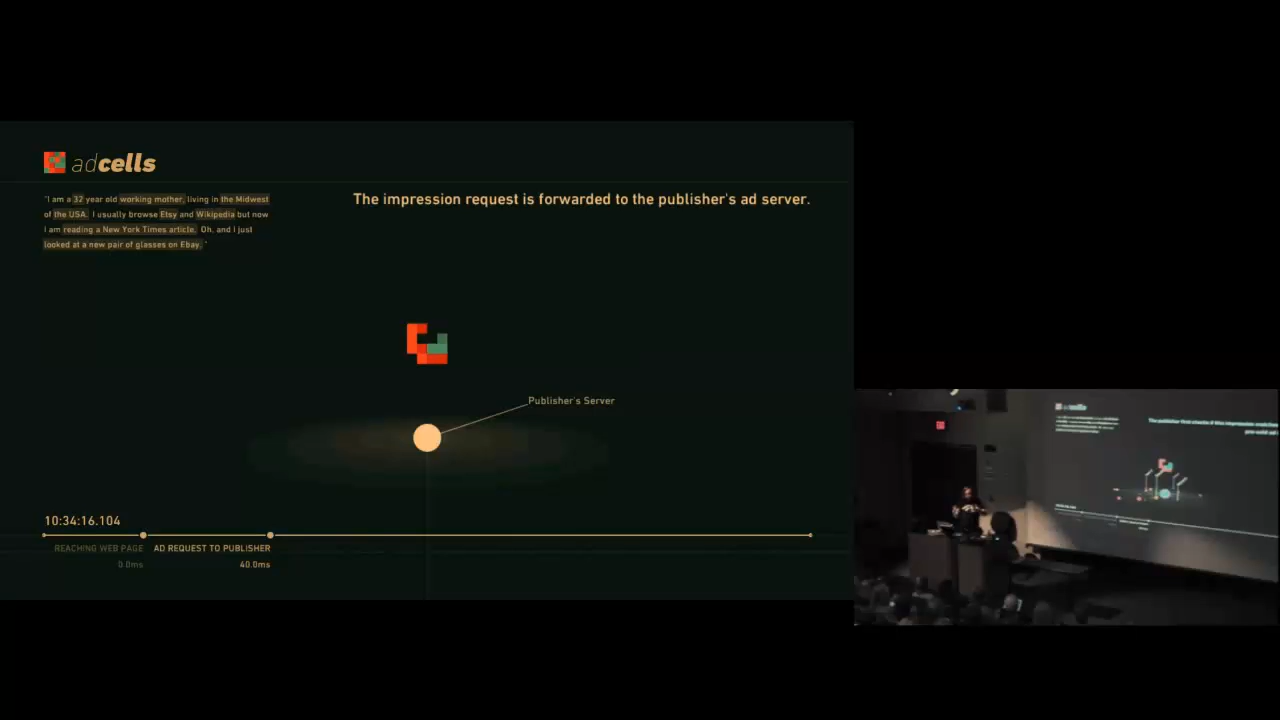 adcells
"I am a 32 year old working mother, living in the Midwest
of the USA. I usually browse Etsy and Wikipedia but now
I am reading a New York Times article. Oh, and I just
looked at a new pair of glasses on Ebay. "
The impression request is forwarded to the publisher's ad server.
Publisher's Server
10:34:16.104
REACHING WEB PAGE
0.0ms
AD REQUEST TO PUBLISHER
40.0ms